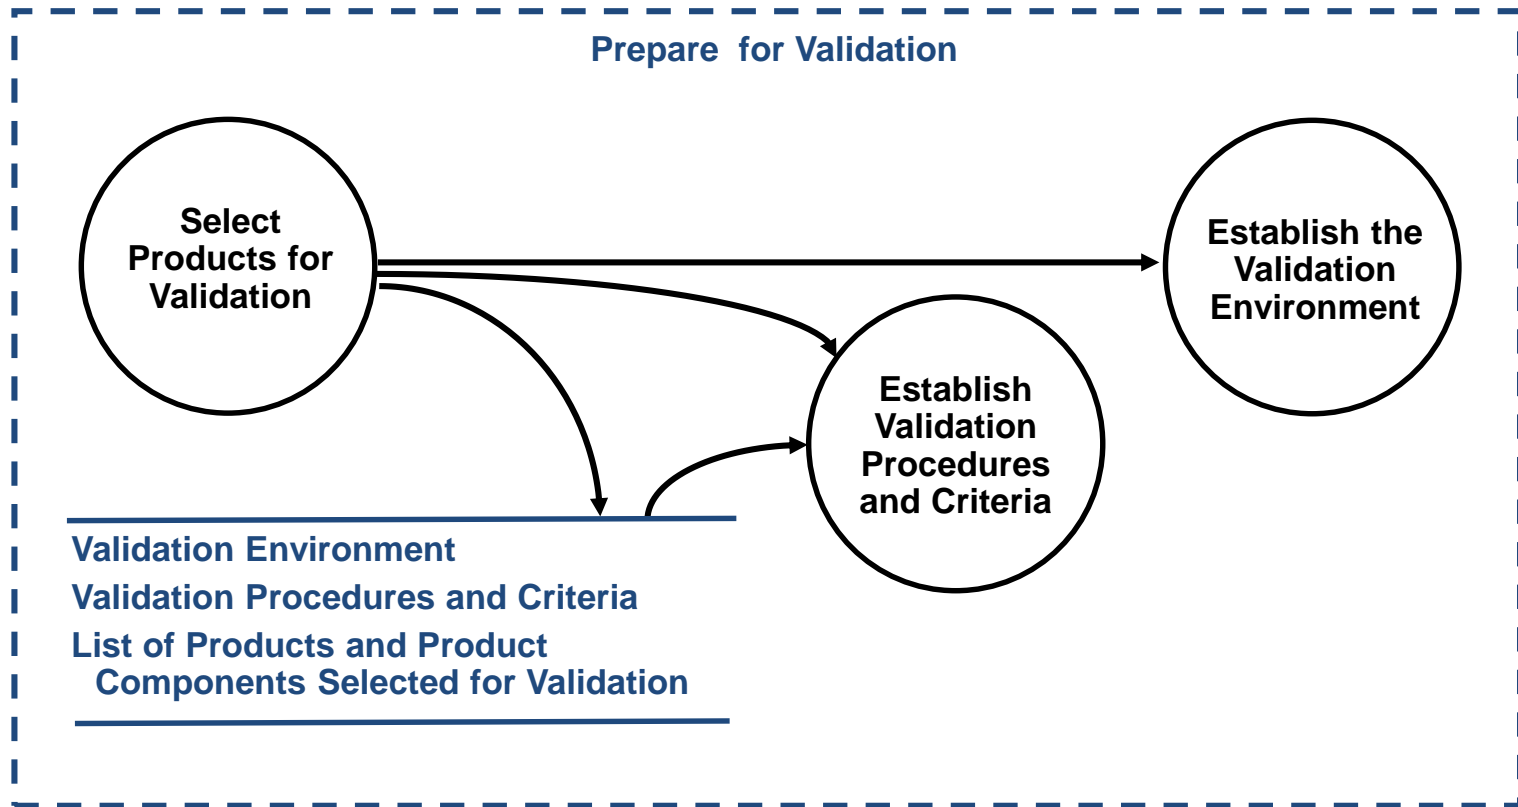 Prepare for Validation
Select
Products for
Validation
Establish the
Validation
Environment
Establish
Validation
Procedures
and Criteria
Validation Environment
Validation Procedures and Criteria
List of Products and Product
Components Selected for Validation